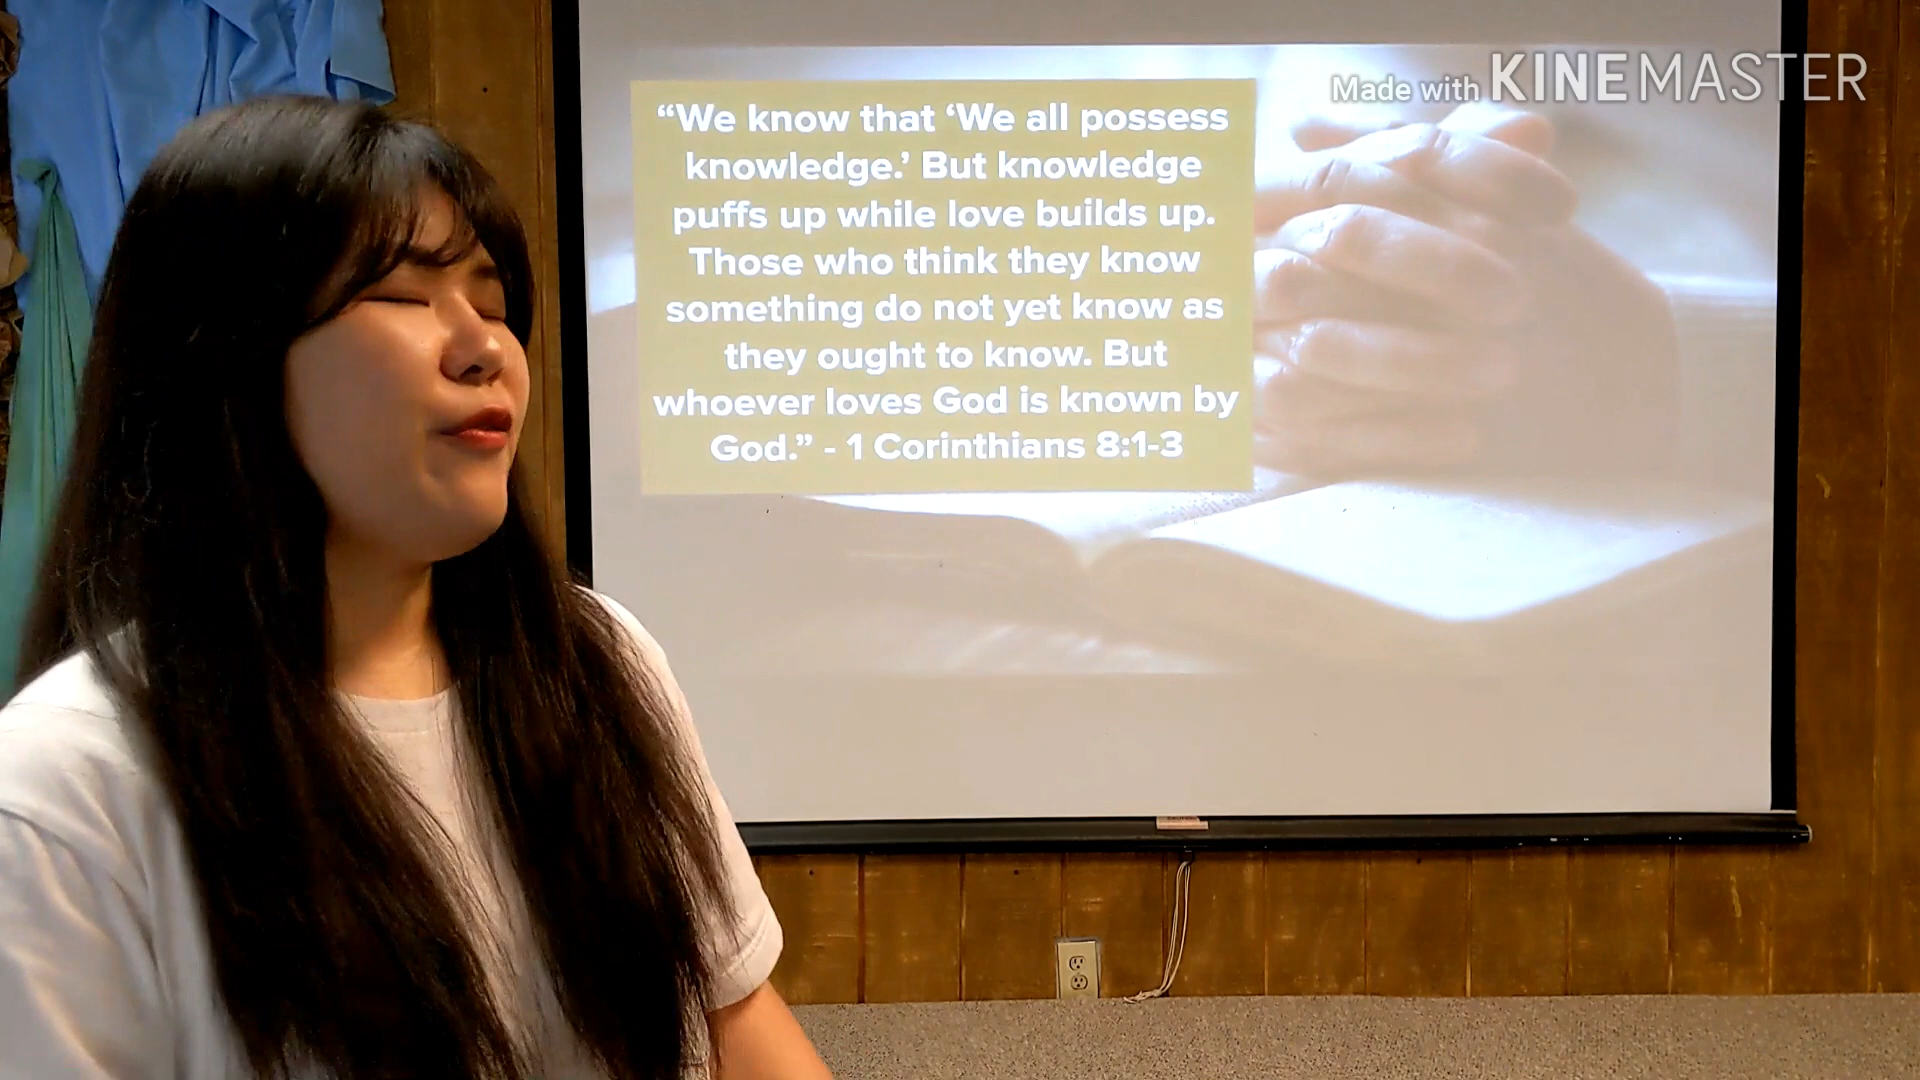 Made with KINEMASTER
“We know that ‘We all possess
knowledge.’ But knowledge
puffs up while love builds up.
Those who think they know
something do not yet know as
they ought to know. But
whoever loves God is known by
God.” - 1 Corinthians 8:1-3